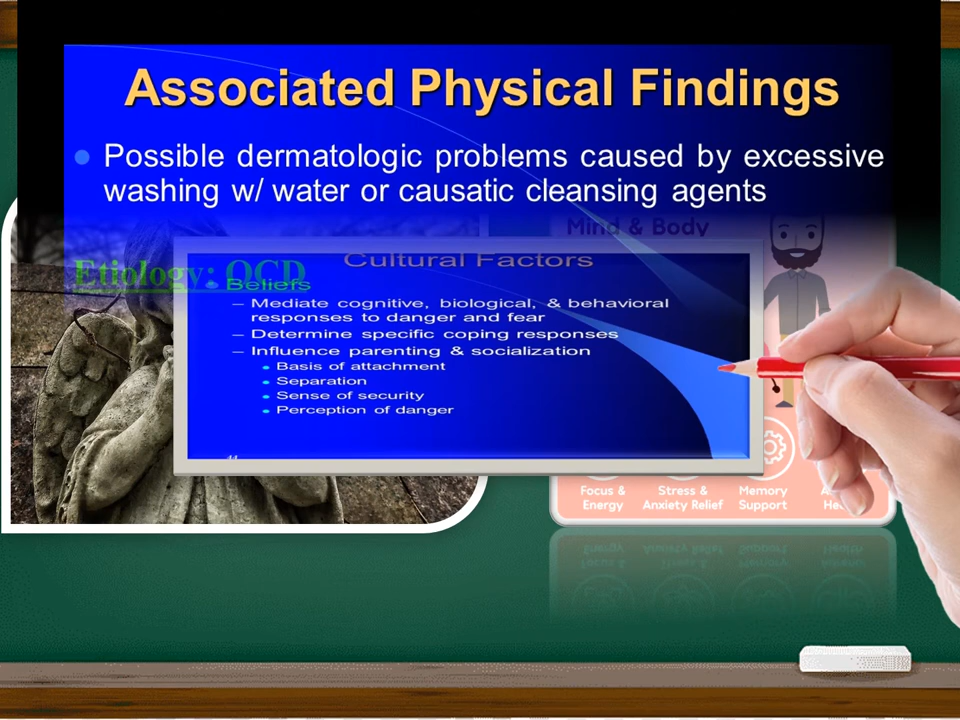 Associated Physical Findings
Possible dermatologic problems caused by excessive
washing w/ water or causatic cleansing agents
Mind & Body
Etiology: OCD
Cultural Factors
Beliefs
– Mediate cognitive, biological, & behavioral
responses to danger and fear
– Determine specific coping responses
– Influence parenting & socialization
Basis of attachment
Separation
Sense of security
Perception of danger
44
Focus &
Energy
Stress &
Anxiety Relief
Memory
Support